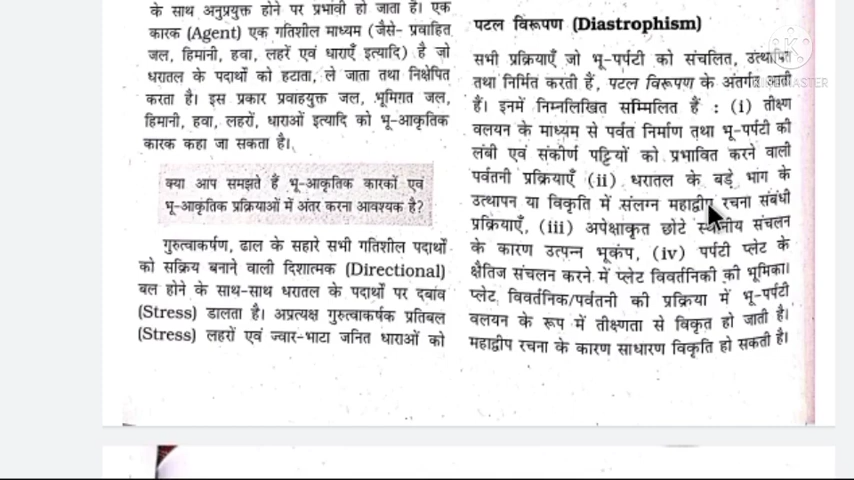 के साथ अनुप्रयुक्त होने पर प्रभावी हो जाता है। एक
कारक (Agent) एक गतिशील माध्यम (जैसे- प्रवाहित
जल, हिमानी, हवा, लहरें एवं धाराएँ इत्यादि) है जो
धरातल के पदार्थों को हटाता, ले जाता तथा निक्षेपित
करता है। इस प्रकार प्रवाहयुक्त जल, भूमिगत जल,
हिमानी, हवा, लहरों, धाराओं इत्यादि को भू-आकृतिक
कारक कहा जा सकता है।
क्या आप समझते हैं भू-आकृतिक कारकों एवं
भू-आकृतिक प्रक्रियाओं में अंतर करना आवश्यक है?
गुरुत्वाकर्षण, ढाल के सहारे सभी गतिशील पदार्थों
को सक्रिय बनाने वाली दिशात्मक (Directional)
बल होने के साथ-साथ धरातल के पदार्थों पर दबाव
(Stress) डालता है। अप्रत्यक्ष गुरुत्वाकर्षक प्रतिबल
(Stress) लहरों एवं ज्वार-भाटा जनित धाराओं को
पटल विरूपण (Diastrophism)
सभी प्रक्रियाएँ जो भू-पर्पटी को संचलित, उत्थापित
तथा निर्मित करती हैं, पटल विरूपण के अंतर्गत आती
हैं। इनमें निम्नलिखित सम्मिलित हैं : (i) तीक्ष्ण
वलयन के माध्यम से पर्वत निर्माण तथा भू-पर्पटी की
लंबी एवं संकीर्ण पट्टियों को प्रभावित करने वाली
पर्वतनी प्रक्रियाएँ (ii) धरातल के बड़े भाग के
उत्थापन या विकृति में संलग्न महाद्वीप रचना संबंधी
प्रक्रियाएँ, (iii) अपेक्षाकृत छोटे स्थानीय संचलन
के कारण उत्पन्न भूकंप, (iv) पर्पटी प्लेट के
क्षैतिज संचलन करने में प्लेट विवर्तनिकी की भूमिका।
प्लेट विवर्तनिक/पर्वतनी की प्रक्रिया में भू-पर्पटी
वलयन के रूप में तीक्ष्णता से विकृत हो जाती है।
महाद्वीप रचना के कारण साधारण विकृति हो सकती है।